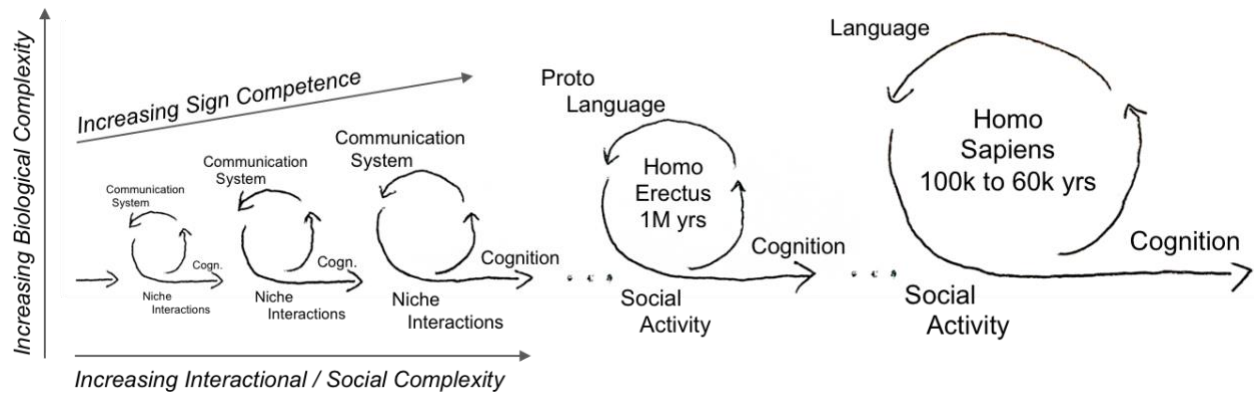 Increasing Biological Complexity
Increasing Sign Competence
Communication
System
Cogn.
Niche
Interactions
Communication
System
Cogn.
Niche
Interactions
Communication
System
Cognition
Niche
Interactions
Proto
Language
Homo
Erectus
1M yrs
Cognition
Social
Activity
Language
Homo
Sapiens
100k to 60k yrs
Cognition
Social
Activity
Increasing Interactional / Social Complexity